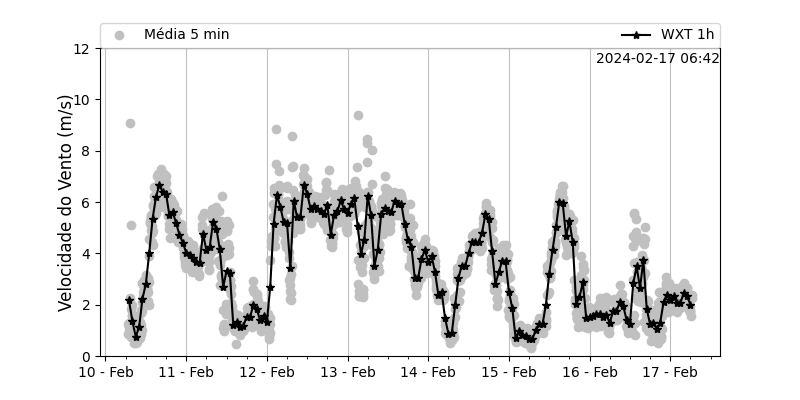 Média 5 min
WXT 1h
2024-02-17 06:42
Velocidade do Vento (m/s)
12
10
8
6
4
2
0
10 - Feb 11 - Feb 12 - Feb 13 - Feb 14 - Feb 15 - Feb 16 - Feb 17 - Feb